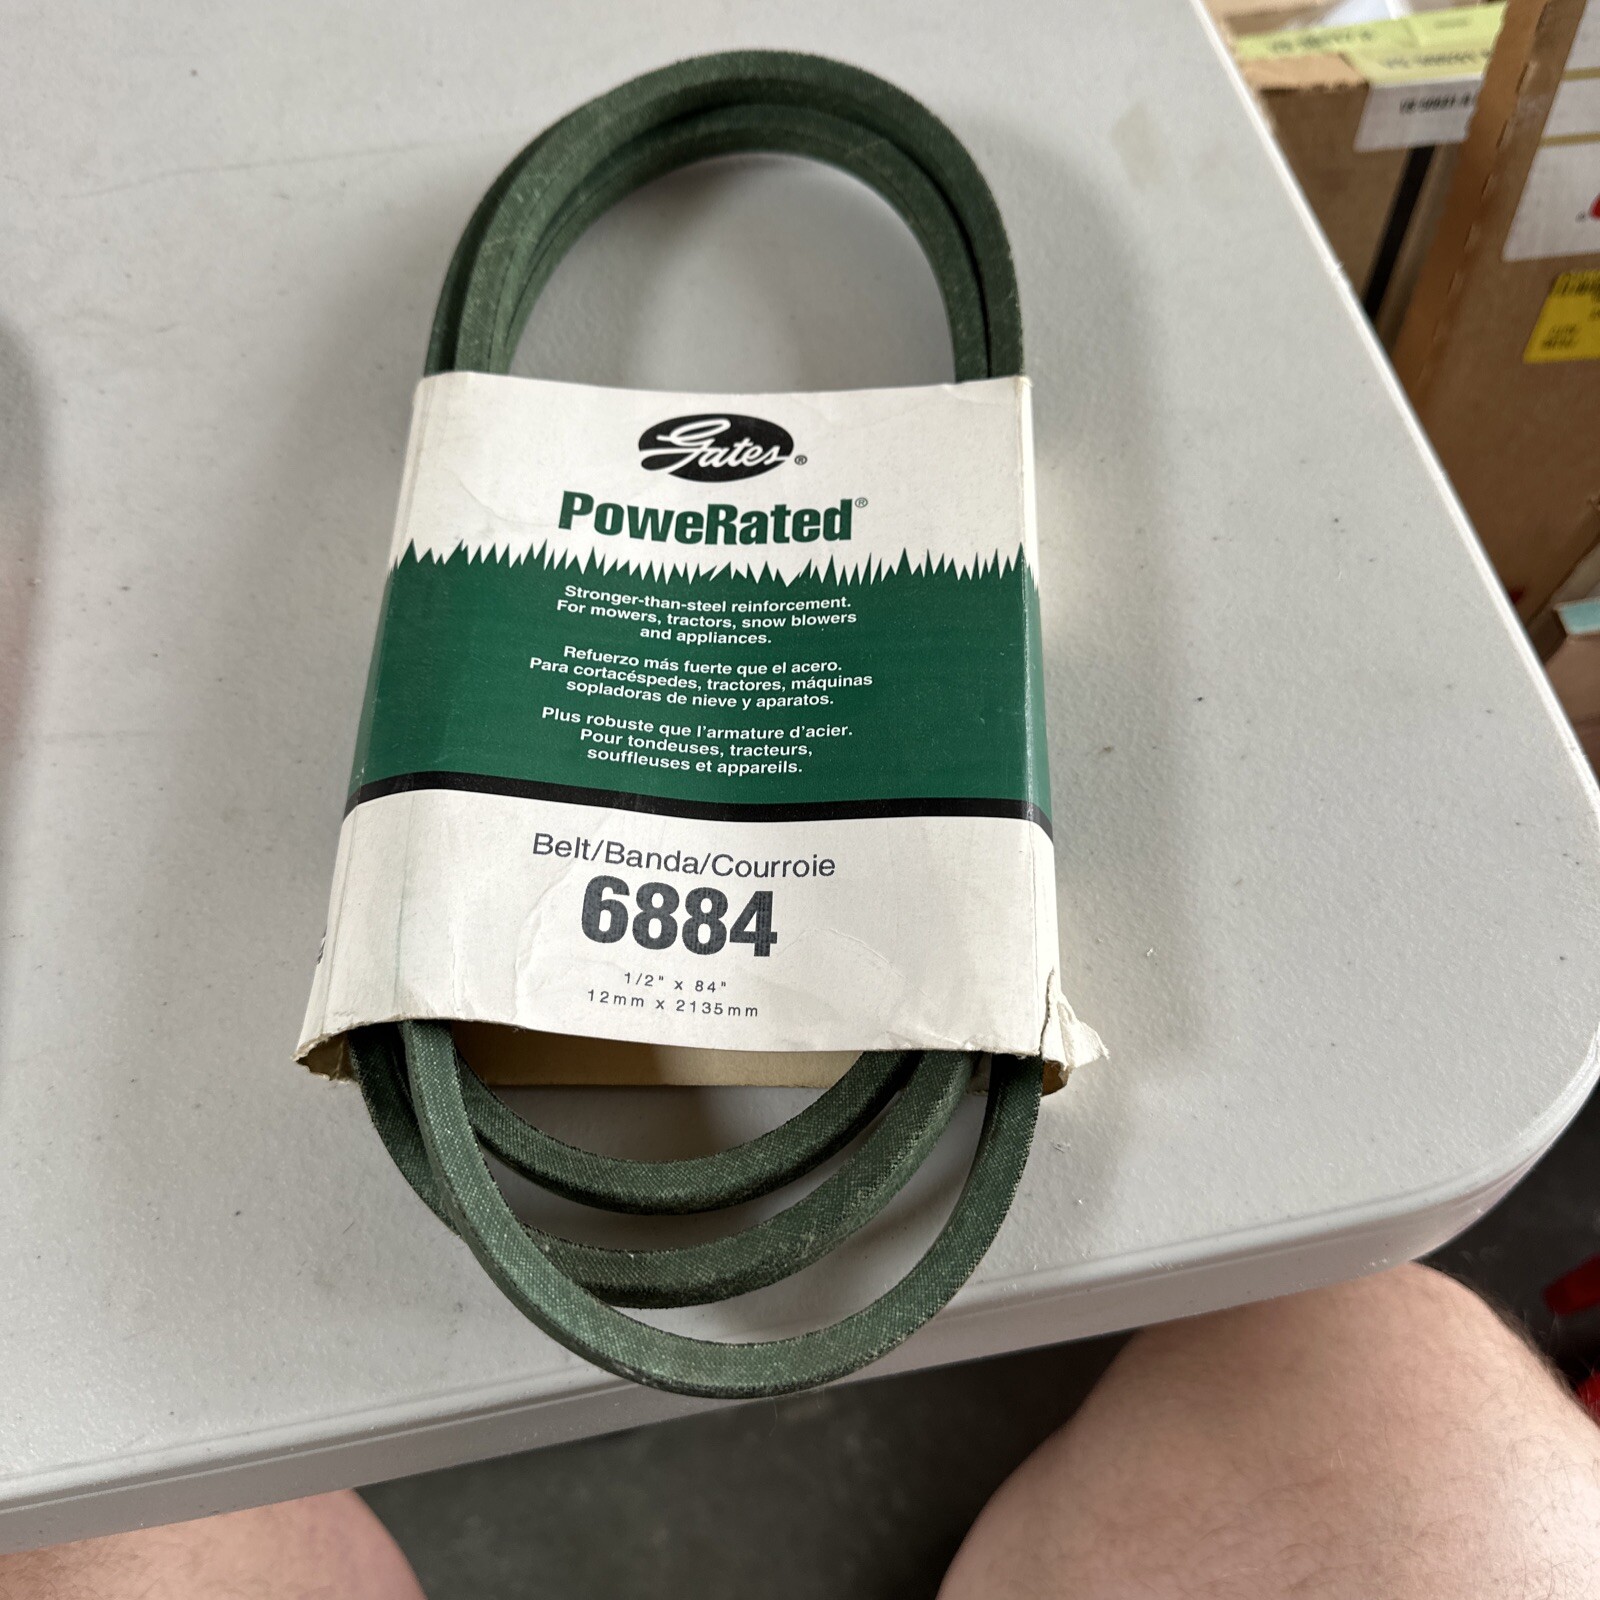 Gates®
PoweRated®
Stronger-than-steel reinforcement.
For mowers, tractors, snow blowers
and appliances.
Refuerzo más fuerte que el acero.
Para cortacéspedes, tractores, máquinas
sopladoras de nieve y aparatos.
Plus robuste que l'armature d'acier.
Pour tondeuses, tracteurs,
souffleuses et appareils.
Belt/Banda/Courroie
6884
1/2" x 84"
12mm x 2135mm